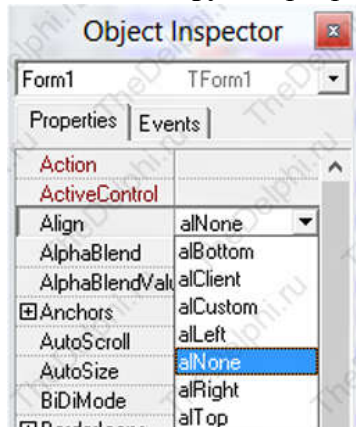 Object Inspector x
Form1 TForm1
Properties Events
Action
ActiveControl
Align alNone
AlphaBlend alBottom
AlphaBlendValu alClient
Anchors alCustom
AutoScroll alLeft
AutoSize alNone
BiDiMode alRight
alTop